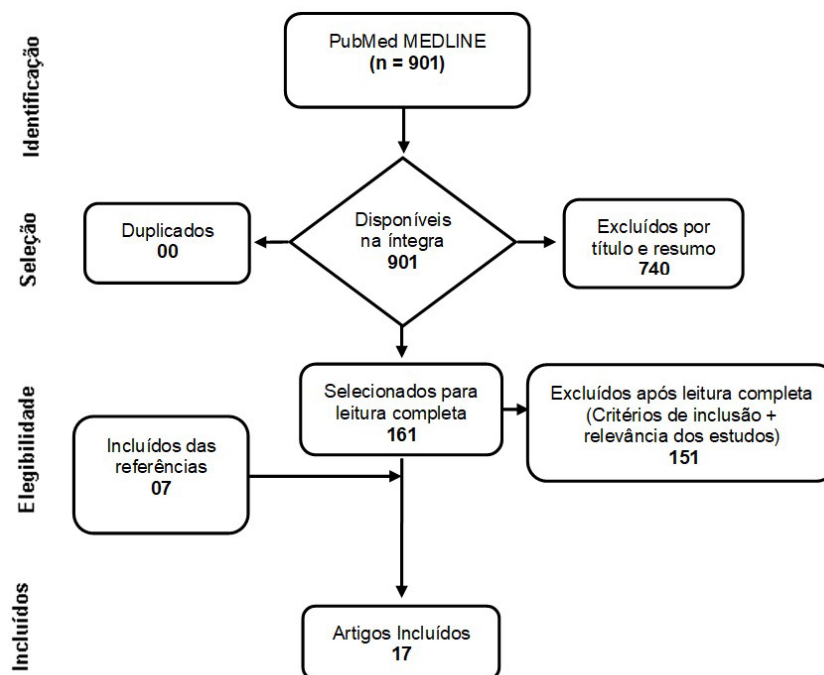 Identificação
PubMed MEDLINE
(n = 901)
Seleção
Duplicados
00
Disponíveis
na íntegra
901
Excluídos por
título e resumo
740
Elegibilidade
Selecionados para
leitura completa
161
Excluídos após leitura completa
(Critérios de inclusão +
relevância dos estudos)
151
Incluídos das
referências
07
Incluídos
Artigos Incluídos
17